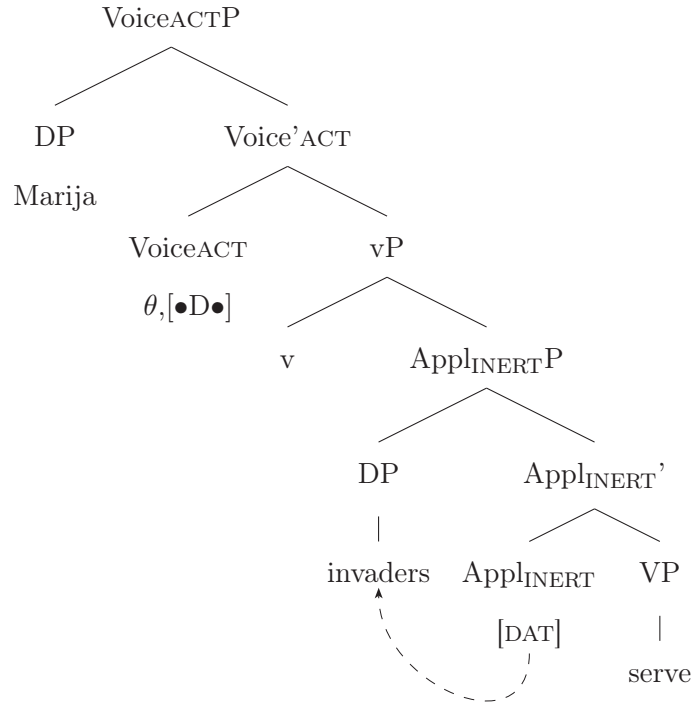 VoiceACTP
DP Voice'ACT
Marija
VoiceACT vP
θ,[•D•]
v ApplINERTP
DP ApplINERT'
invaders ApplINERT VP
[DAT]
serve